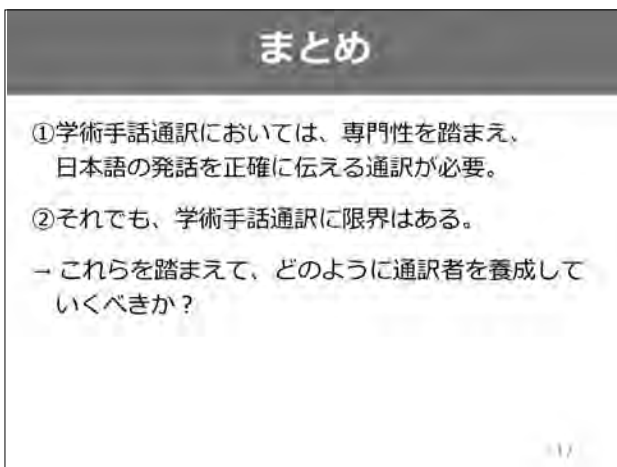 まとめ
①学術手話通訳においては、専門性を踏まえ、
日本語の発話を正確に伝える通訳が必要。
②それでも、学術手話通訳に限界はある。
→ これらを踏まえて、どのように通訳者を養成して
いくべきか？
17